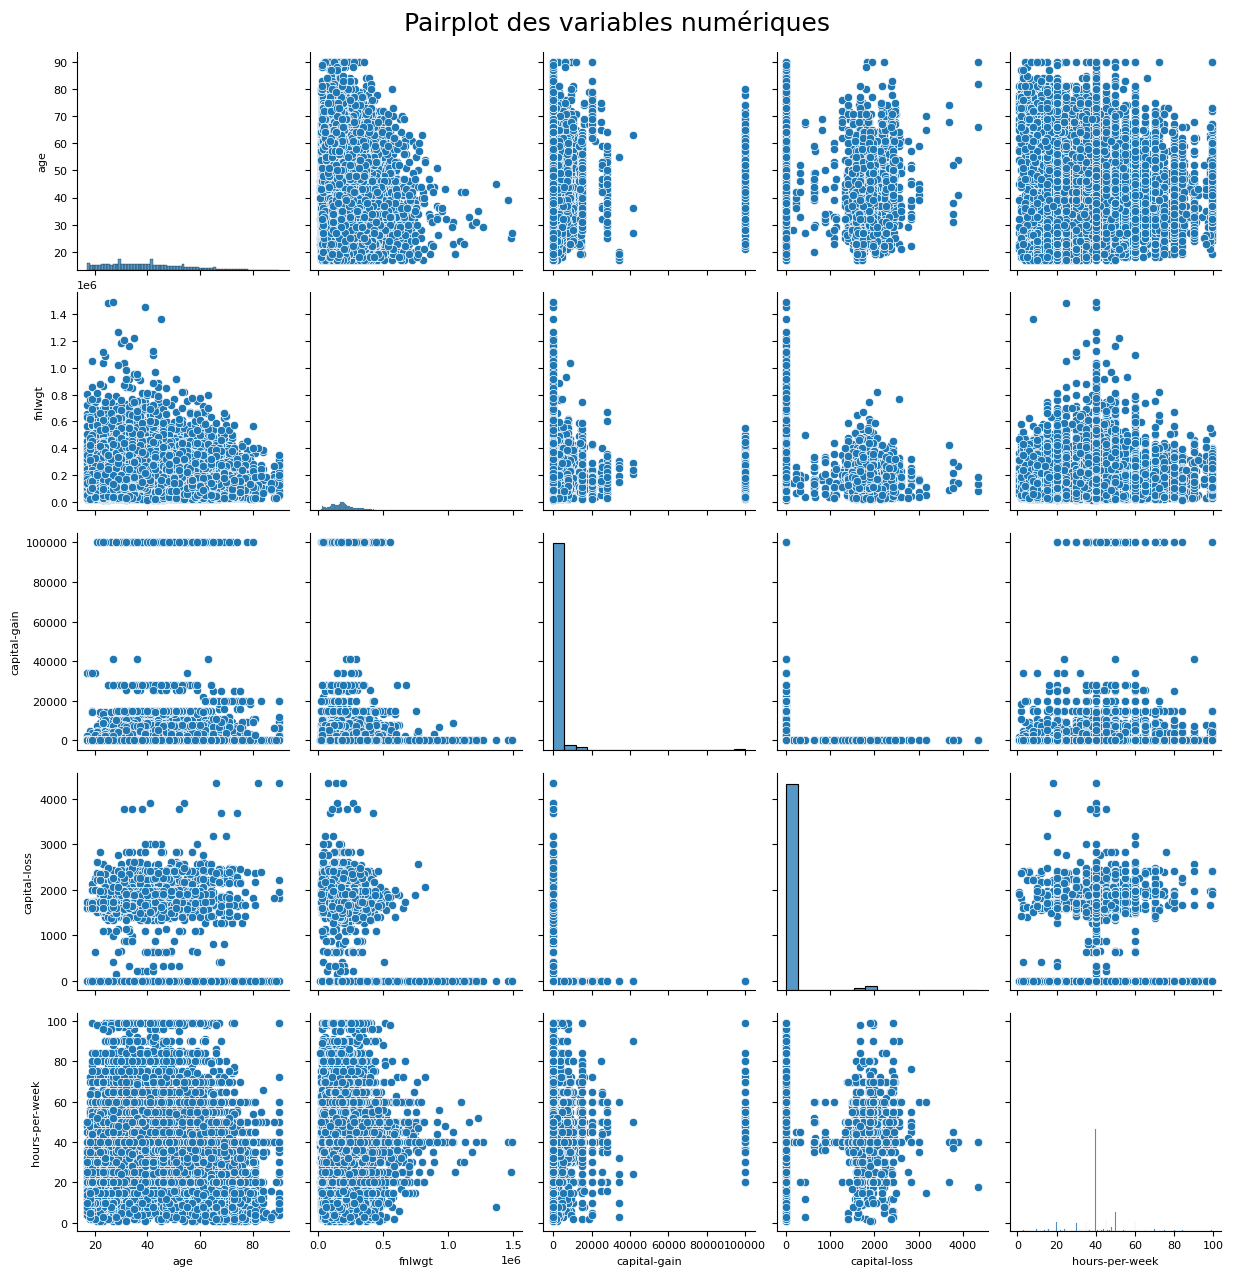 Pairplot des variables numériques
90
80
70
60
50
40
30
20
age
1e6
1.4
1.2
1.0
0.8
0.6
0.4
0.2
0.0
fnlwgt
100000
80000
60000
40000
20000
0
capital-gain
4000
3000
2000
1000
0
capital-loss
100
80
60
40
20
0
hours-per-week
20 40 60 80
age
0.0 0.5 1.0 1.5
1e6
fnlwgt
0 20000 40000 60000 80000 100000
capital-gain
0 1000 2000 3000 4000
capital-loss
0 20 40 60 80 100
hours-per-week